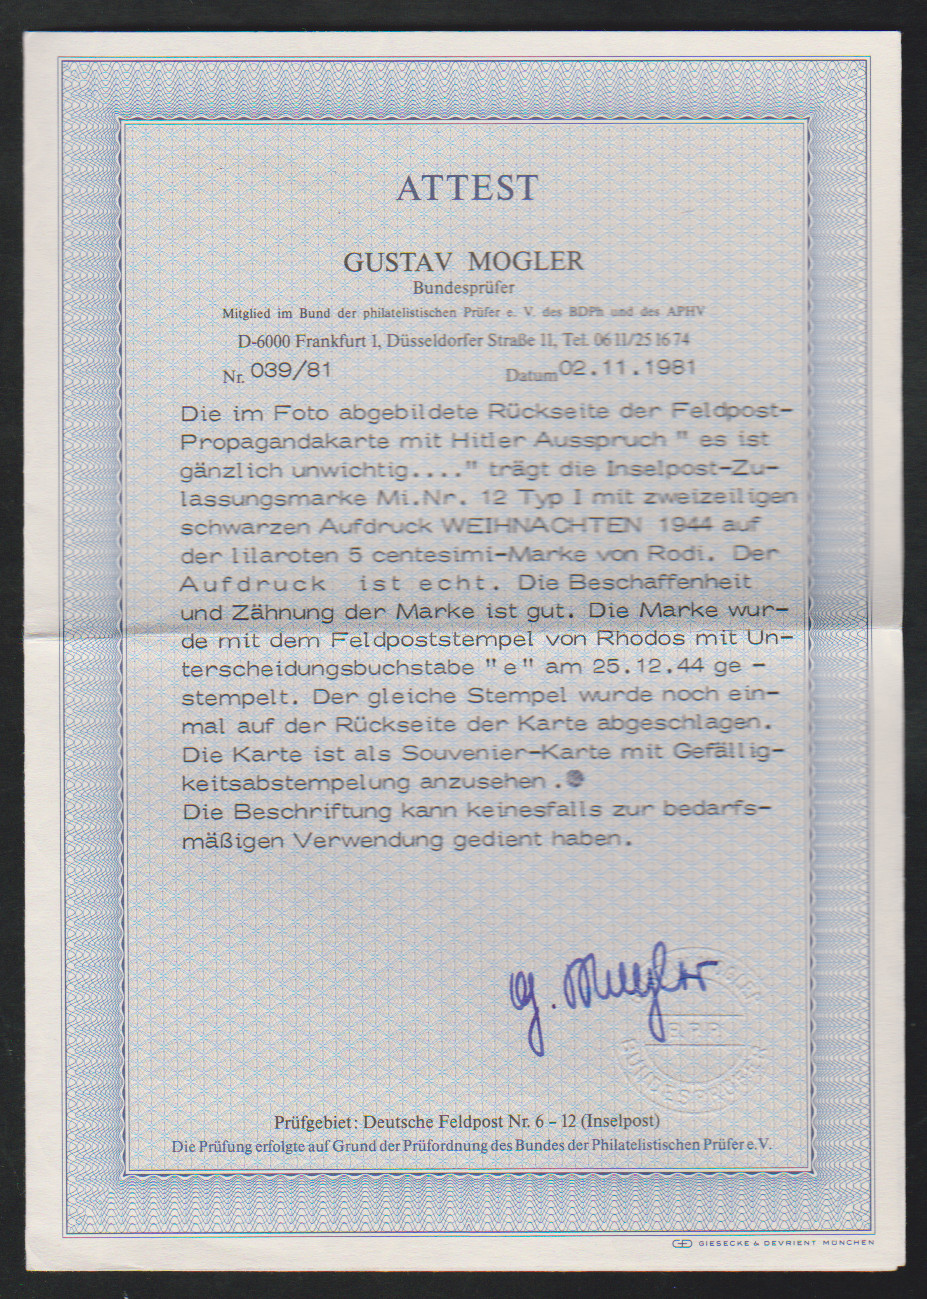 ATTEST
GUSTAV MOGLER
Bundesprüfer
Mitglied im Bund der philatelistischen Prüfer e. V. des BDPh und des APHV
D-6000 Frankfurt 1, Düsseldorfer Straße 11, Tel. 06 11/25 16 74
Nr. 039/81 Datum 02.11.1981
Die im Foto abgebildete Rückseite der Feldpost-
Propagandakarte mit Hitler Ausspruch " es ist
gänzlich unwichtig...." trägt die Inselpost-Zu-
lassungsmarke Mi.Nr. 12 Typ I mit zweizeiligen
schwarzen Aufdruck WEIHNACHTEN 1944 auf
der lilaroten 5 centesimi-Marke von Rodi. Der
Aufdruck ist echt. Die Beschaffenheit
und Zähnung der Marke ist gut. Die Marke wur-
de mit dem Feldpoststempel von Rhodos mit Un-
terscheidungsbuchstabe "e" am 25.12.44 ge -
stempelt. Der gleiche Stempel wurde noch ein-
mal auf der Rückseite der Karte abgeschlagen.
Die Karte ist als Souvenier-Karte mit Gefällig-
keitsabstempelung anzusehen .
Die Beschriftung kann keinesfalls zur bedarfs-
mäßigen Verwendung gedient haben.
G. Mogler
BPP
BUNDESPRÜFER
Prüfgebiet: Deutsche Feldpost Nr. 6 – 12 (Inselpost)
Die Prüfung erfolgte auf Grund der Prüfordnung des Bundes der Philatelistischen Prüfer e.V.
GIESECKE & DEVRIENT MÜNCHEN